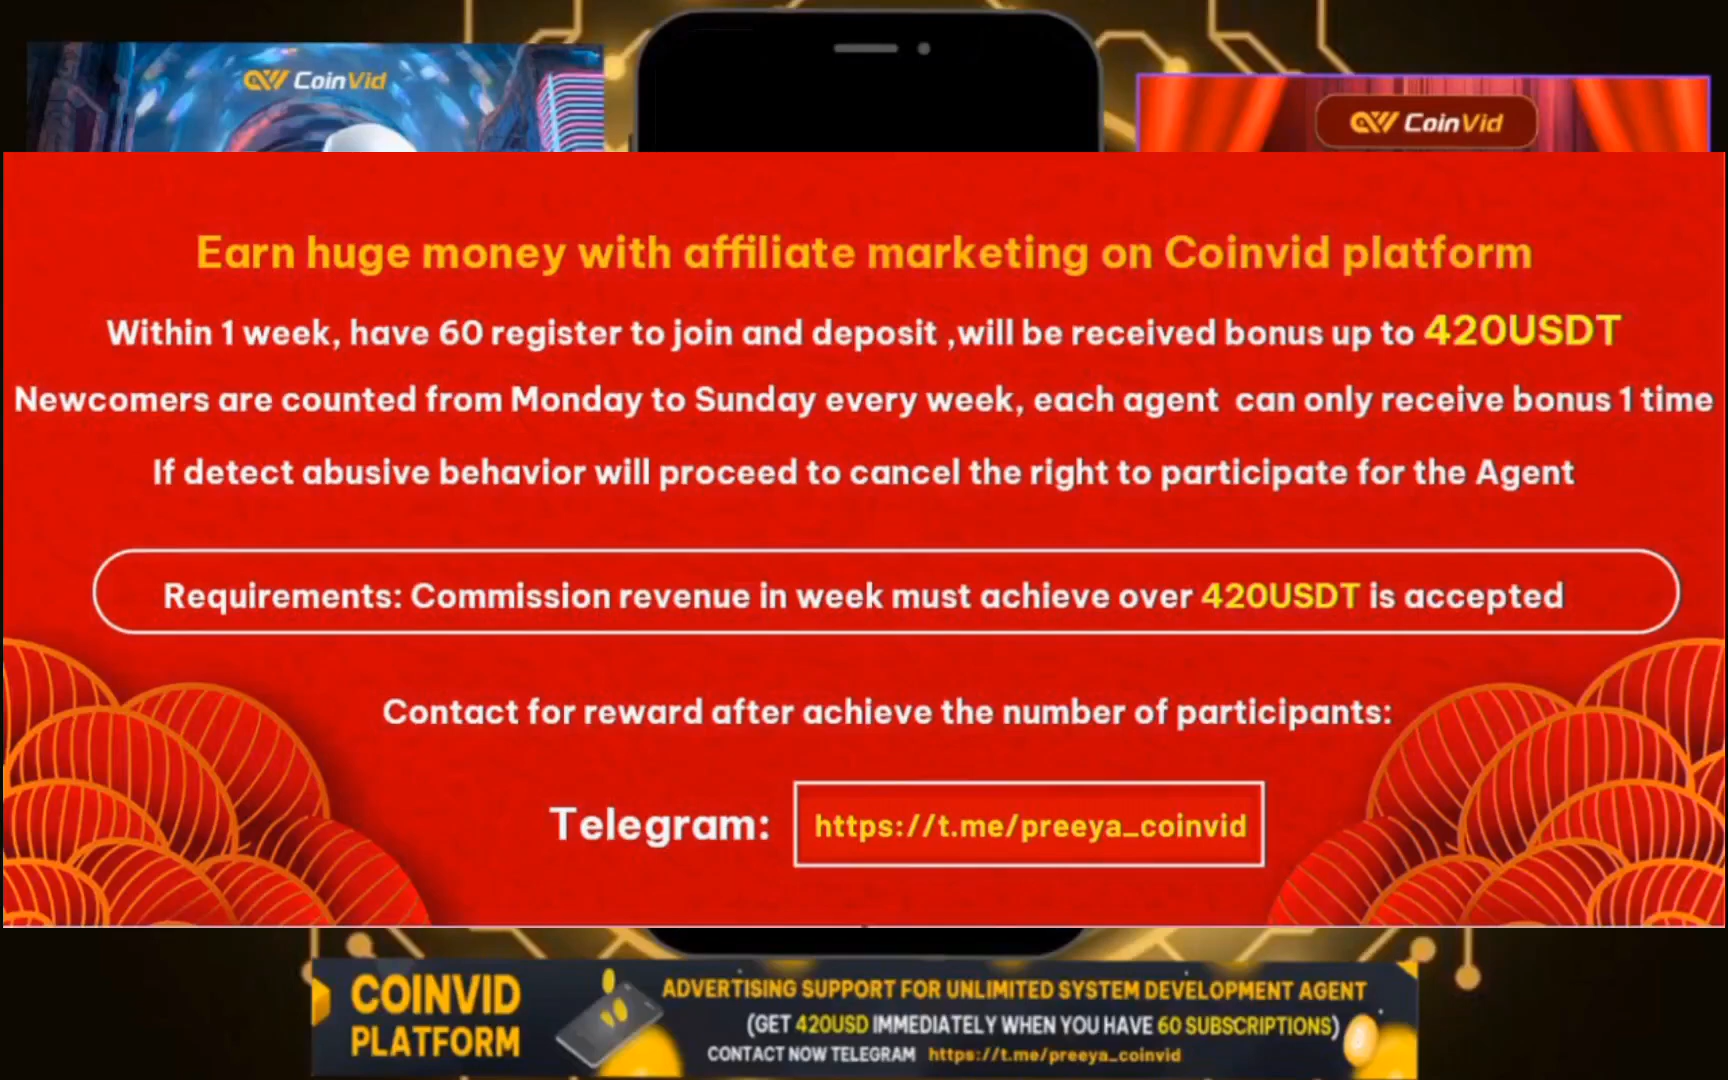 CoinVid
CoinVid
Earn huge money with affiliate marketing on Coinvid platform
Within 1 week, have 60 register to join and deposit ,will be received bonus up to 420USDT
Newcomers are counted from Monday to Sunday every week, each agent can only receive bonus 1 time
If detect abusive behavior will proceed to cancel the right to participate for the Agent
Requirements: Commission revenue in week must achieve over 420USDT is accepted
Contact for reward after achieve the number of participants:
Telegram: https://t.me/preeya_coinvid
COINVID
PLATFORM
ADVERTISING SUPPORT FOR UNLIMITED SYSTEM DEVELOPMENT AGENT
(GET 420USD IMMEDIATELY WHEN YOU HAVE 60 SUBSCRIPTIONS)
CONTACT NOW TELEGRAM https://t.me/preeya_coinvid